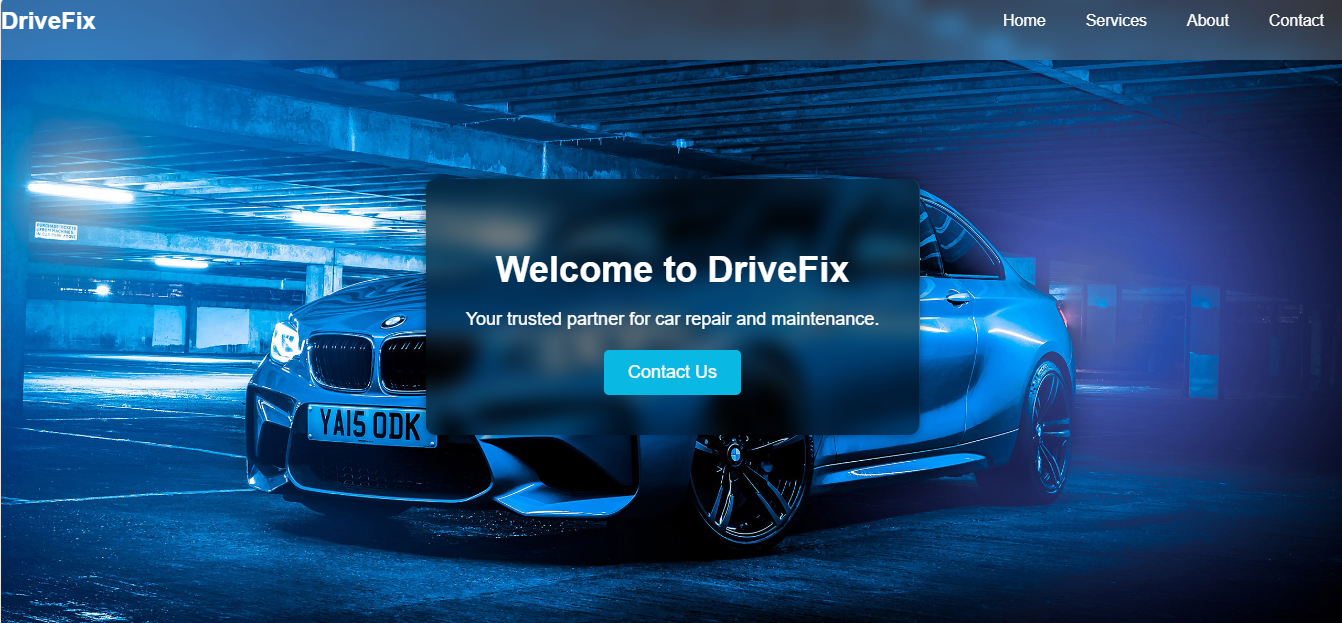 DriveFix
Home Services About Contact
Welcome to DriveFix
Your trusted partner for car repair and maintenance.
Contact Us
YA15 ODK